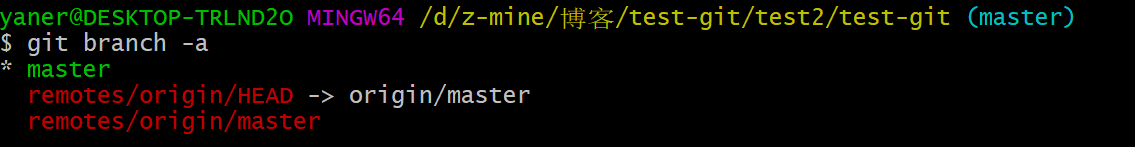 yaner@DESKTOP-TRLND2O MINGW64 /d/z-mine/博客/test-git/test2/test-git (master)
$ git branch -a
* master
  remotes/origin/HEAD -> origin/master
  remotes/origin/master